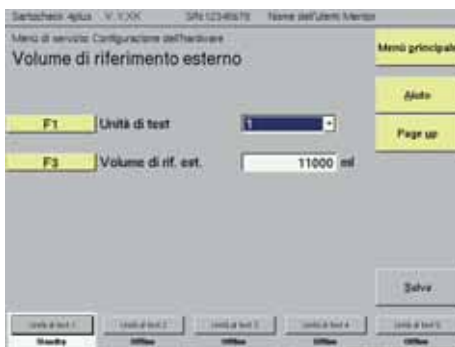 Sartocheck 4plus V. Y.XX S/N:12345678 Nome dell'utente: Mentor
Menù di servizio: Configurazione dell'hardware
Volume di riferimento esterno
Menù principale
Aiuto
F1 Unità di test 1
Page up
F3 Volume di rif. est. 11000 ml
Salva
Unità di test 1 Unità di test 2 Unità di test 3 Unità di test 4 Unità di test 5
Standby Offline Offline Offline Offline